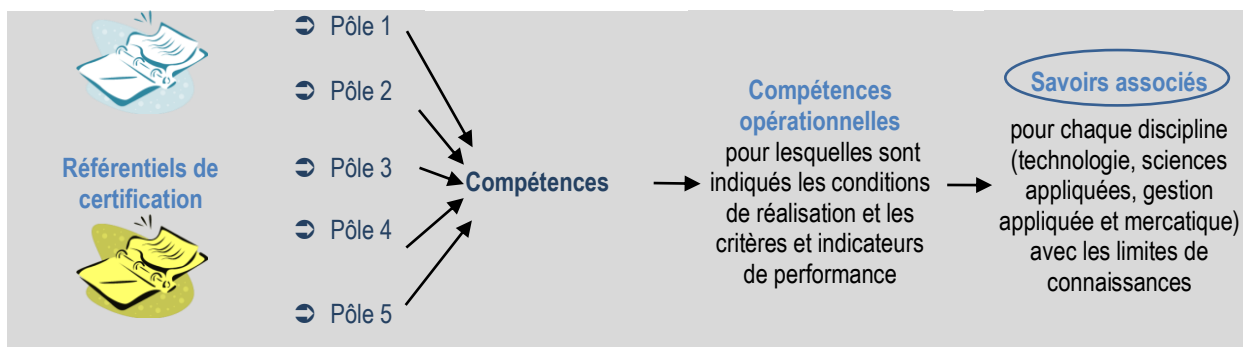 Référentiels de
certification
➲ Pôle 1
➲ Pôle 2
➲ Pôle 3
➲ Pôle 4
➲ Pôle 5
Compétences
Compétences
opérationnelles
pour lesquelles sont
indiqués les conditions
de réalisation et les
critères et indicateurs
de performance
Savoirs associés
pour chaque discipline
(technologie, sciences
appliquées, gestion
appliquée et mercatique)
avec les limites de
connaissances